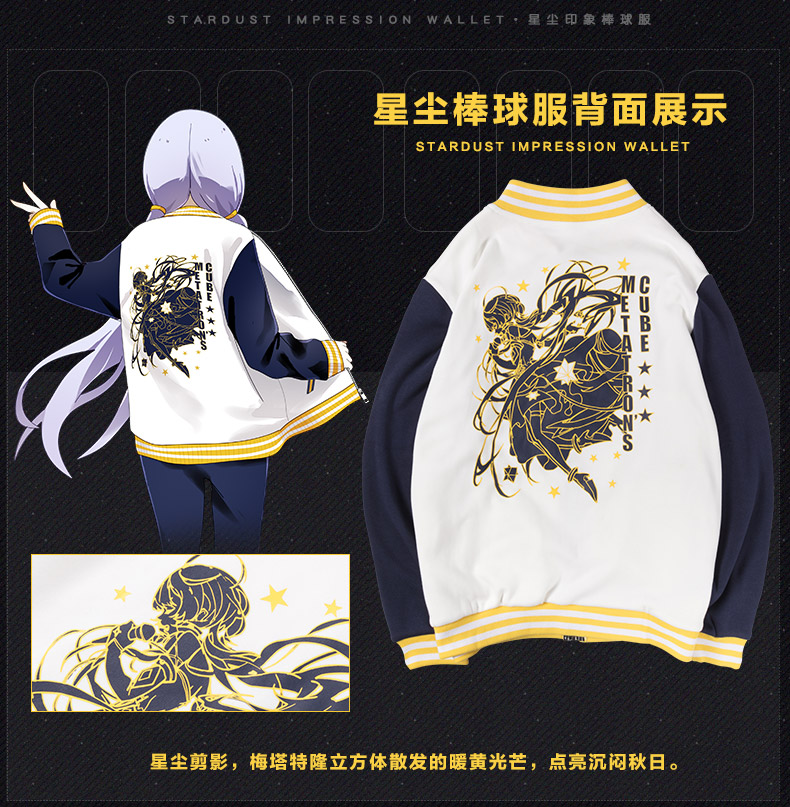 STARDUST IMPRESSION WALLET·星尘印象棒球服
星尘棒球服背面展示
STARDUST IMPRESSION WALLET
CUBE ★★★
METATRON'S
CUBE ★★★
METATRON'S
星尘剪影，梅塔特隆立方体散发的暖黄光芒，点亮沉闷秋日。